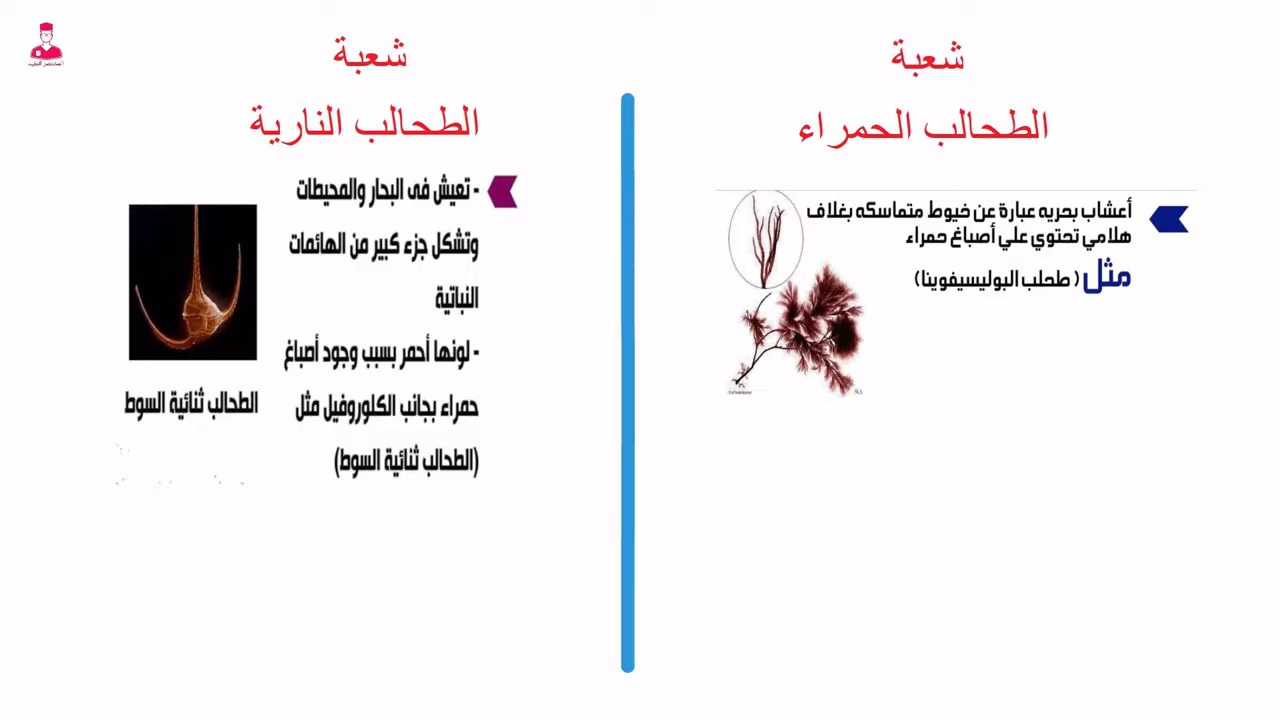 شعبة
الطحالب الحمراء
أعشاب بحريه عبارة عن خيوط متماسكه بغلاف
هلامي تحتوي علي أصباغ حمراء
مثل ( طحلب البوليسيفوينا)
شعبة
الطحالب النارية
- تعيش فى البحار والمحيطات
وتشكل جزء كبير من الهائمات
النباتية
- لونها أحمر بسبب وجود أصباغ
حمراء بجانب الكلوروفيل مثل
(الطحالب ثنائية السوط)
الطحالب ثنائية السوط